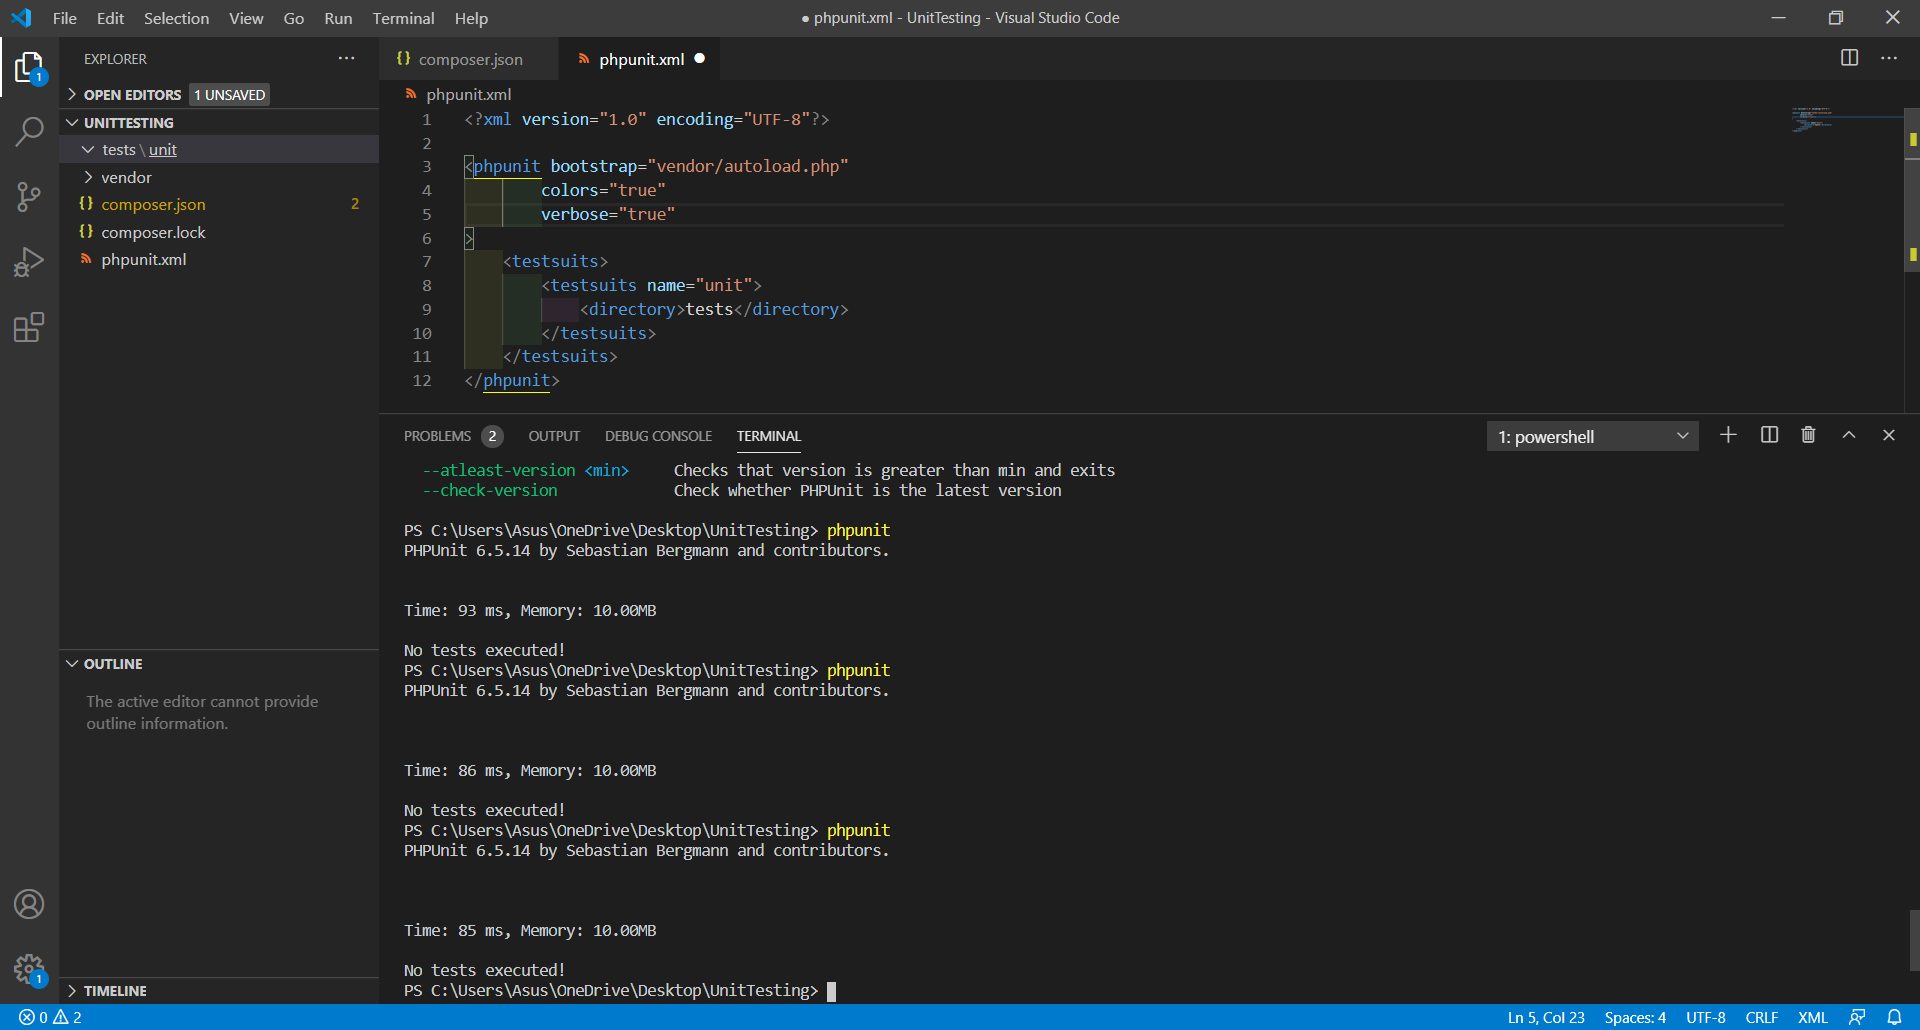 File Edit Selection View Go Run Terminal Help
● phpunit.xml - UnitTesting - Visual Studio Code
EXPLORER
OPEN EDITORS 1 UNSAVED
UNITTESTING
tests \ unit
vendor
{} composer.json 2
{} composer.lock
phpunit.xml
OUTLINE
The active editor cannot provide
outline information.
TIMELINE
1
1
{} composer.json
phpunit.xml ●
phpunit.xml
1 <?xml version="1.0" encoding="UTF-8"?>
2
3 <phpunit bootstrap="vendor/autoload.php"
4 colors="true"
5 verbose="true"
6 >
7 <testsuits>
8 <testsuits name="unit">
9 <directory>tests</directory>
10 </testsuits>
11 </testsuits>
12 </phpunit>
PROBLEMS 2 OUTPUT DEBUG CONSOLE TERMINAL
1: powershell
--atleast-version <min> Checks that version is greater than min and exits
--check-version Check whether PHPUnit is the latest version
PS C:\Users\Asus\OneDrive\Desktop\UnitTesting> phpunit
PHPUnit 6.5.14 by Sebastian Bergmann and contributors.
Time: 93 ms, Memory: 10.00MB
No tests executed!
PS C:\Users\Asus\OneDrive\Desktop\UnitTesting> phpunit
PHPUnit 6.5.14 by Sebastian Bergmann and contributors.
Time: 86 ms, Memory: 10.00MB
No tests executed!
PS C:\Users\Asus\OneDrive\Desktop\UnitTesting> phpunit
PHPUnit 6.5.14 by Sebastian Bergmann and contributors.
Time: 85 ms, Memory: 10.00MB
No tests executed!
PS C:\Users\Asus\OneDrive\Desktop\UnitTesting>
0 2
Ln 5, Col 23 Spaces: 4 UTF-8 CRLF XML